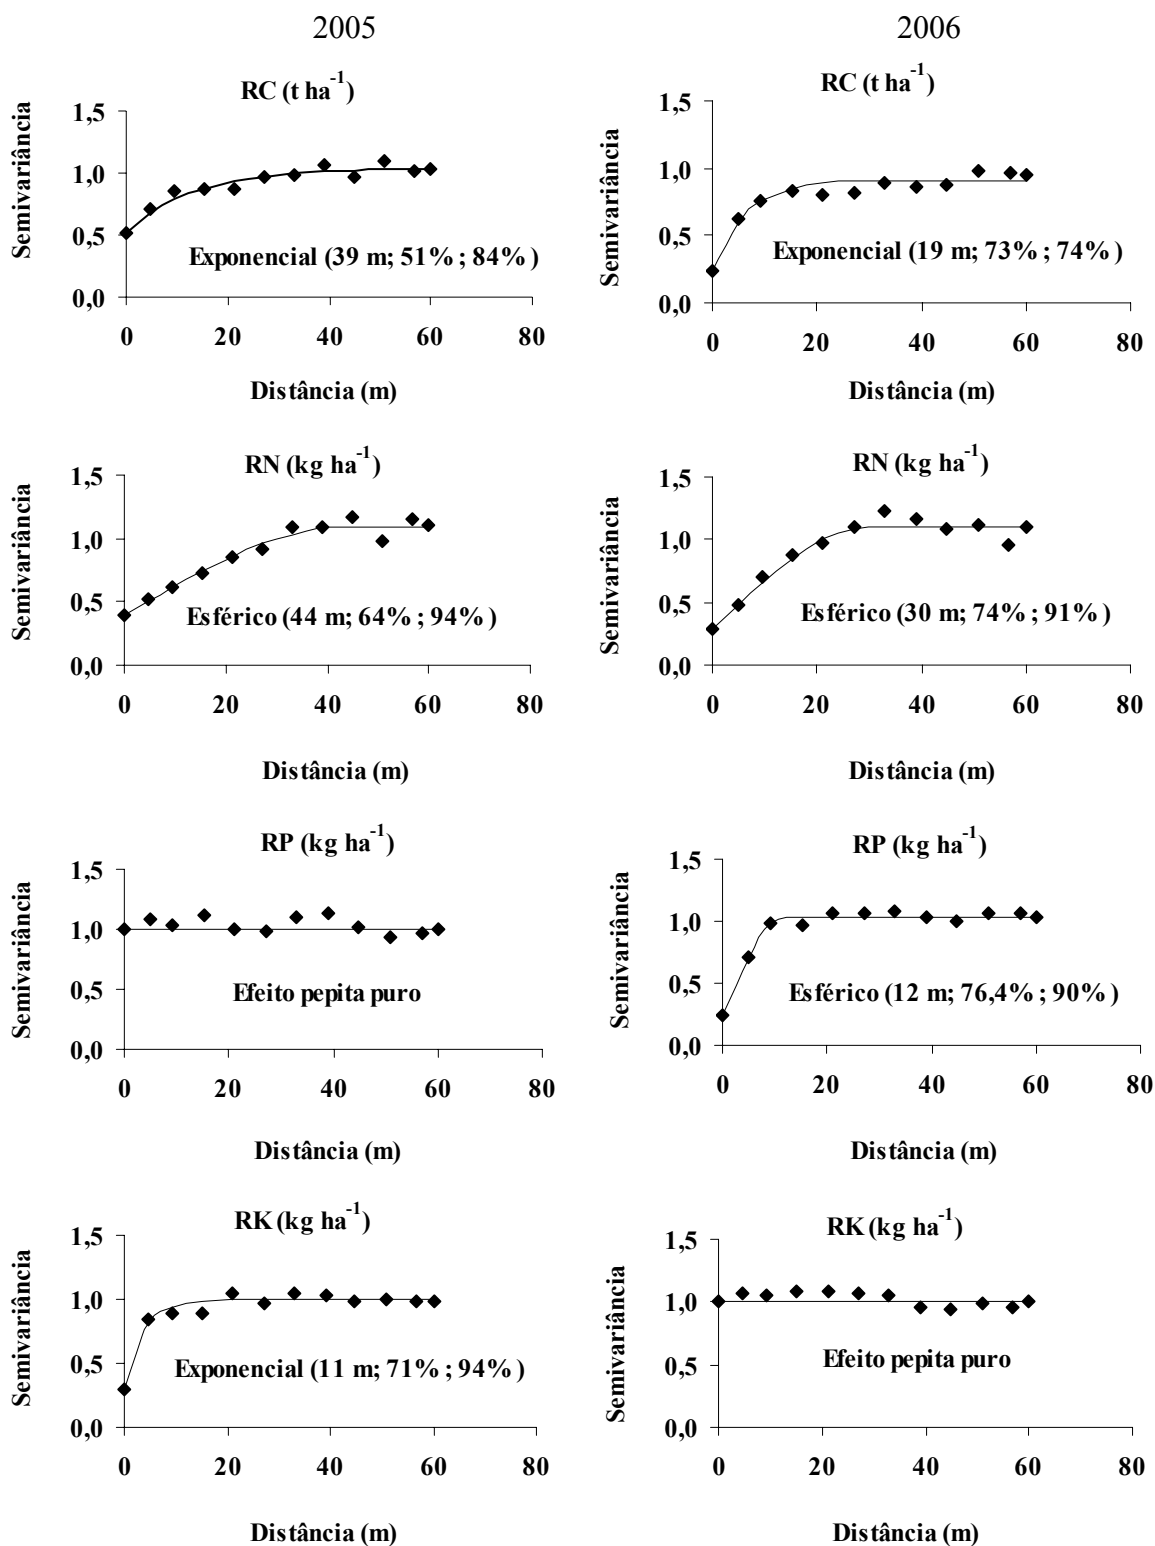 2005
2006
RC (t ha-1)
Semivariância
1,5
1,0
0,5
0,0
Exponencial (39 m; 51%; 84%)
0 20 40 60 80
Distância (m)
RC (t ha-1)
Semivariância
1,5
1,0
0,5
0,0
Exponencial (19 m; 73%; 74%)
0 20 40 60 80
Distância (m)
RN (kg ha-1)
Semivariância
1,5
1,0
0,5
0,0
Esférico (44 m; 64%; 94%)
0 20 40 60 80
Distância (m)
RN (kg ha-1)
Semivariância
1,5
1,0
0,5
0,0
Esférico (30 m; 74%; 91%)
0 20 40 60 80
Distância (m)
RP (kg ha-1)
Semivariância
1,5
1,0
0,5
0,0
Efeito pepita puro
0 20 40 60 80
Distância (m)
RP (kg ha-1)
Semivariância
1,5
1,0
0,5
0,0
Esférico (12 m; 76,4%; 90%)
0 20 40 60 80
Distância (m)
RK (kg ha-1)
Semivariância
1,5
1,0
0,5
0,0
Exponencial (11 m; 71%; 94%)
0 20 40 60 80
Distância (m)
RK (kg ha-1)
Semivariância
1,5
1,0
0,5
0,0
Efeito pepita puro
0 20 40 60 80
Distância (m)